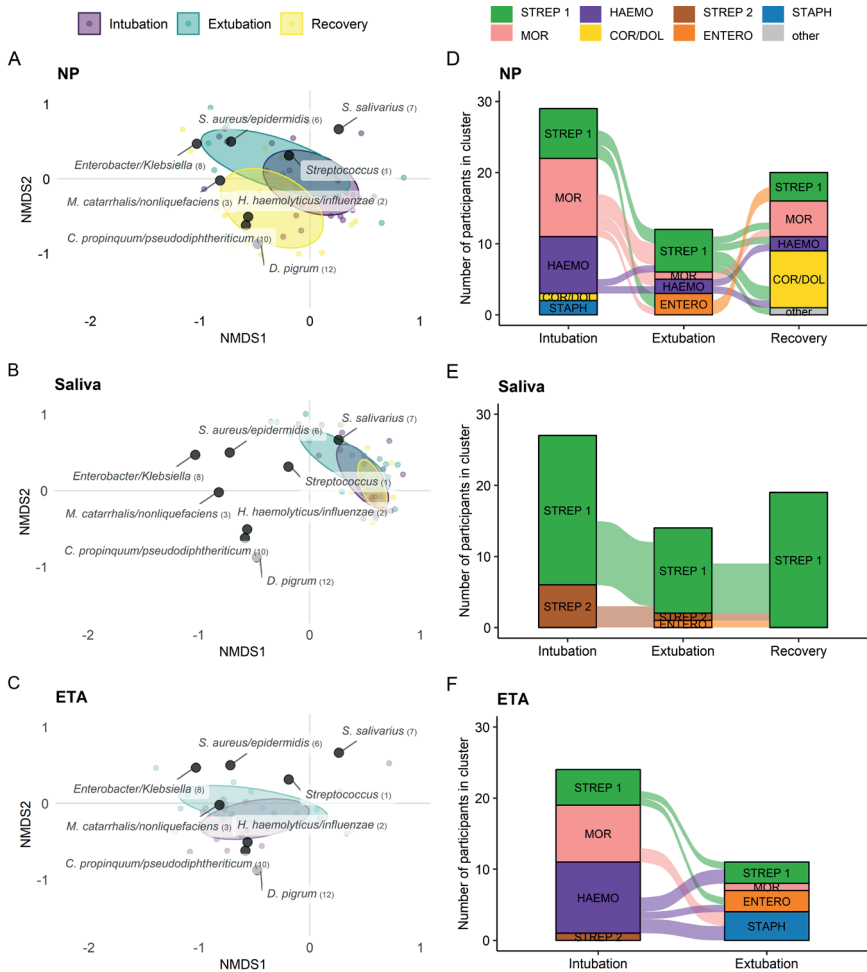 Intubation Extubation Recovery
STREP 1 HAEMO STREP 2 STAPH
MOR COR/DOL ENTERO other
A NP
1
0
-1
NMDS2
S. salivarius (7)
S. aureus/epidermidis (6)
Enterobacter/Klebsiella (8)
Streptococcus (1)
M. catarrhalis/nonliquefaciens (3) H. haemolyticus/influenzae (2)
C. propinquum/pseudodiphtheriticum (10)
D. pigrum (12)
-2 -1 0 1
NMDS1
D NP
Number of participants in cluster
30
20
10
0
STREP 1
MOR
HAEMO
COR/DOL
STAPH
STREP 1
MOR
HAEMO
ENTERO
STREP 1
MOR
HAEMO
COR/DOL
other
Intubation Extubation Recovery
B Saliva
1
0
-1
NMDS2
S. salivarius (7)
S. aureus/epidermidis (6)
Enterobacter/Klebsiella (8)
Streptococcus (1)
M. catarrhalis/nonliquefaciens (3) H. haemolyticus/influenzae (2)
C. propinquum/pseudodiphtheriticum (10)
D. pigrum (12)
-2 -1 0 1
NMDS1
E Saliva
Number of participants in cluster
30
20
10
0
STREP 1
STREP 2
STREP 1
STREP 2
ENTERO
STREP 1
Intubation Extubation Recovery
C ETA
1
0
-1
NMDS2
S. salivarius (7)
S. aureus/epidermidis (6)
Enterobacter/Klebsiella (8)
Streptococcus (1)
M. catarrhalis/nonliquefaciens (3) H. haemolyticus/influenzae (2)
C. propinquum/pseudodiphtheriticum (10)
D. pigrum (12)
-2 -1 0 1
NMDS1
F ETA
Number of participants in cluster
30
20
10
0
STREP 1
MOR
HAEMO
STREP 2
STREP 1
MOR
ENTERO
STAPH
Intubation Extubation